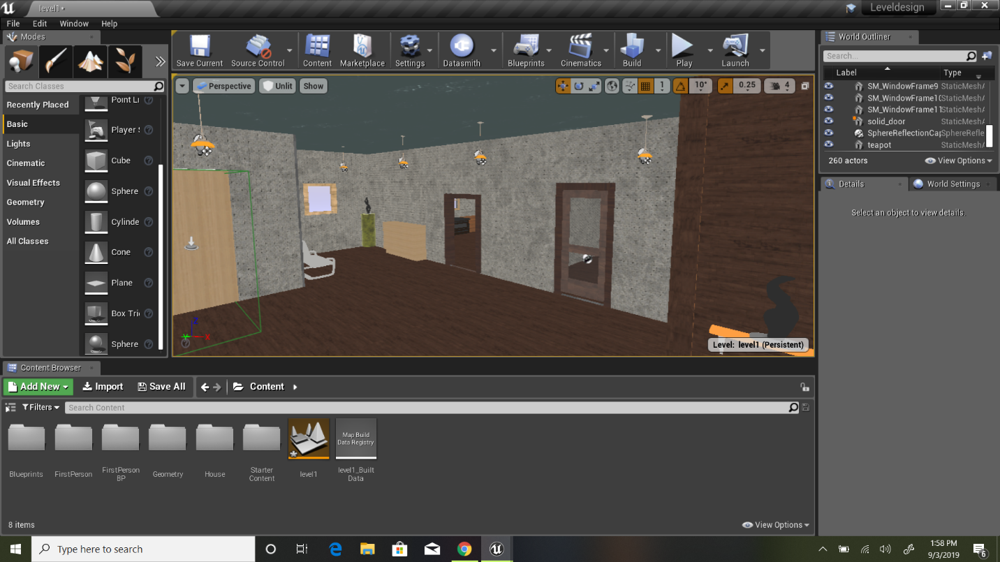 level1•
Leveldesign
File Edit Window Help
Modes
World Outliner
Save Current
Source Control
Content
Marketplace
Settings
Datasmith
Blueprints
Cinematics
Build
Play
Launch
Search Classes
Recently Placed
Basic
Lights
Cinematic
Visual Effects
Geometry
Volumes
All Classes
Point Li
Player S
Cube
Sphere
Cylinde
Cone
Plane
Box Tri
Sphere
Perspective
Unlit
Show
1
10°
0.25
4
X
Y
Z
Level: level1 (Persistent)
Search...
Label Type
SM_WindowFrame9 StaticMesh
SM_WindowFrame10 StaticMesh
SM_WindowFrame11 StaticMesh
solid_door StaticMesh
SphereReflectionCap SphereRefle
teapot StaticMesh
260 actors
View Options
Details
World Settings
Select an object to view details.
Content Browser
Add New
Import
Save All
Content
Filters
Search Content
Map Build
Data Registry
Blueprints
FirstPerson
FirstPerson
BP
Geometry
House
Starter
Content
level1
level1_Built
Data
8 items
View Options
Type here to search
1:58 PM
9/3/2019
6